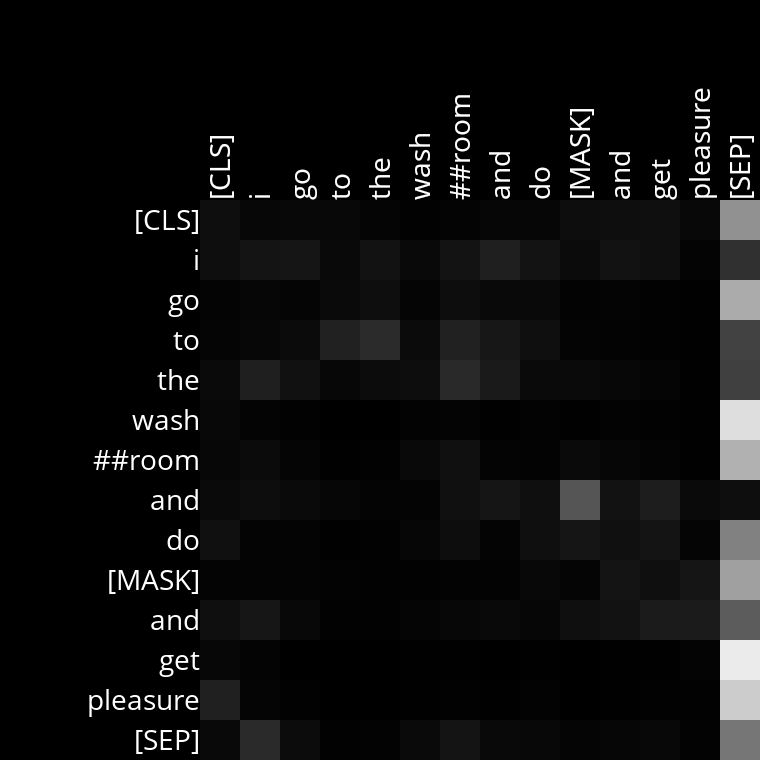 [CLS] i go to the wash ##room and do [MASK] and get pleasure [SEP]
[CLS]
i
go
to
the
wash
##room
and
do
[MASK]
and
get
pleasure
[SEP]